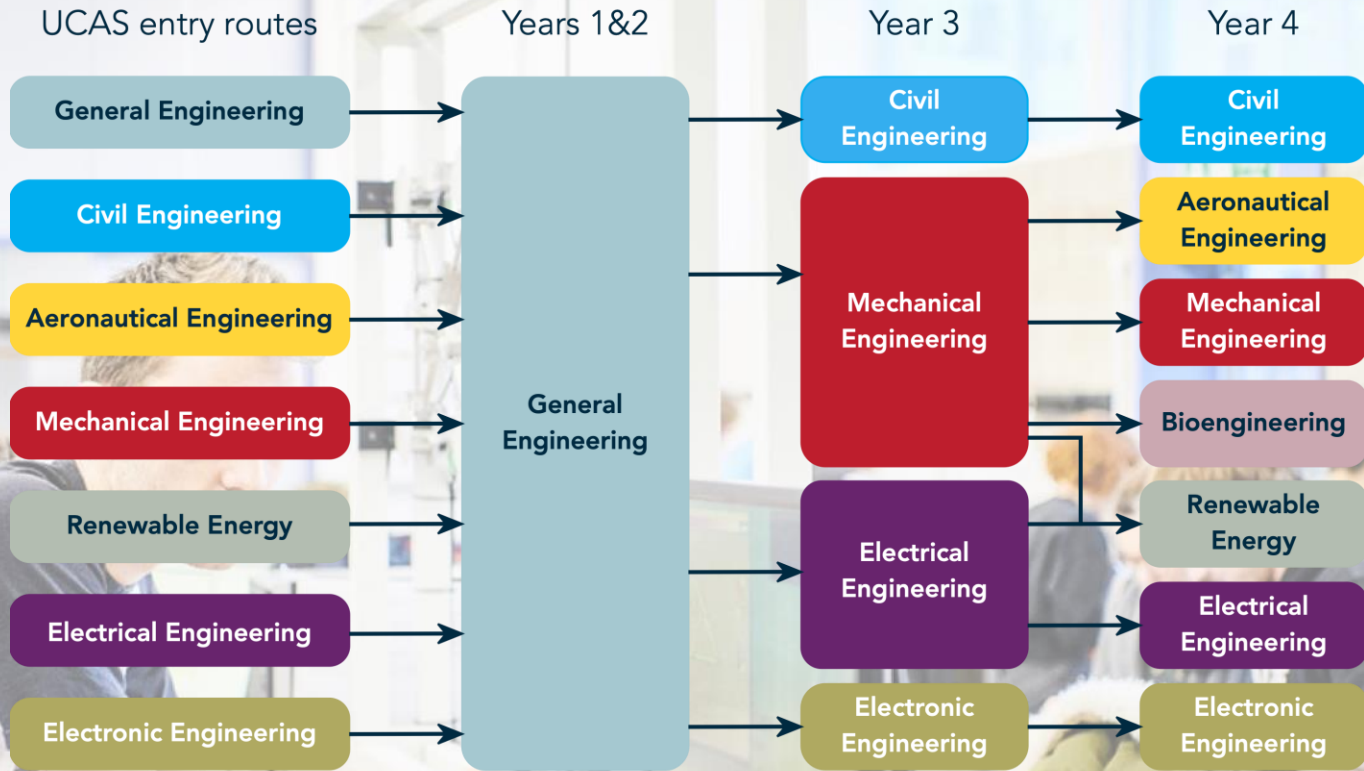 UCAS entry routes
Years 1&2
Year 3
Year 4
General Engineering
Civil Engineering
Aeronautical Engineering
Mechanical Engineering
Renewable Energy
Electrical Engineering
Electronic Engineering
General
Engineering
Civil
Engineering
Mechanical
Engineering
Electrical
Engineering
Electronic
Engineering
Civil
Engineering
Aeronautical
Engineering
Mechanical
Engineering
Bioengineering
Renewable
Energy
Electrical
Engineering
Electronic
Engineering